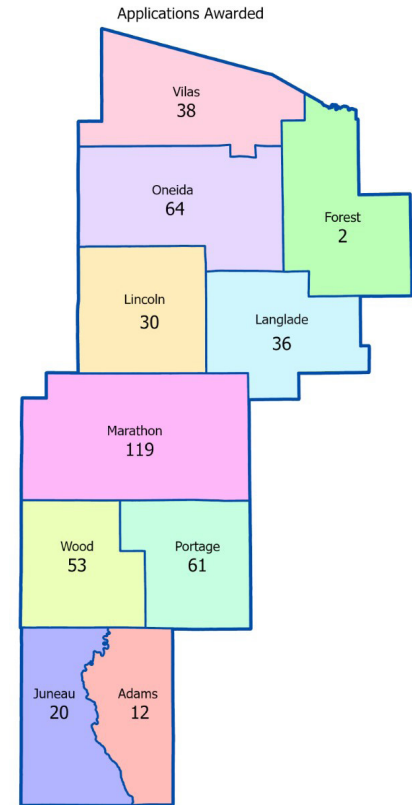 Applications Awarded
Vilas
38
Oneida
64
Forest
2
Lincoln
30
Langlade
36
Marathon
119
Wood
53
Portage
61
Juneau
20
Adams
12